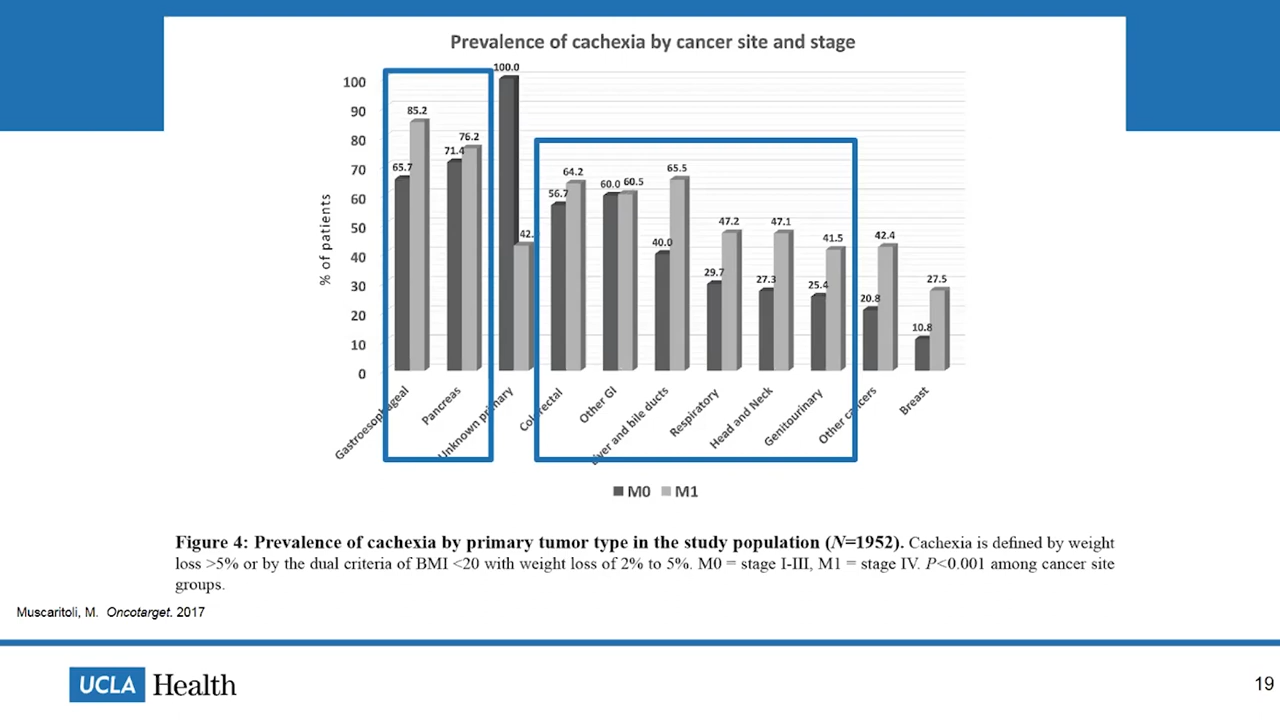 Prevalence of cachexia by cancer site and stage
% of patients
100
90
80
70
60
50
40
30
20
10
0
65.7
85.2
71.4
76.2
100.0
42.
56.7
64.2
60.0
60.5
40.0
65.5
29.7
47.2
27.3
47.1
25.4
41.5
20.8
42.4
10.8
27.5
Gastroesophageal
Pancreas
Unknown primary
Colorectal
Other GI
Liver and bile ducts
Respiratory
Head and Neck
Genitourinary
Other cancers
Breast
M0 M1
Figure 4: Prevalence of cachexia by primary tumor type in the study population (N=1952). Cachexia is defined by weight
loss >5% or by the dual criteria of BMI <20 with weight loss of 2% to 5%. M0 = stage I-III, M1 = stage IV. P<0.001 among cancer site
groups.
Muscaritoli, M. Oncotarget. 2017
UCLA Health
19